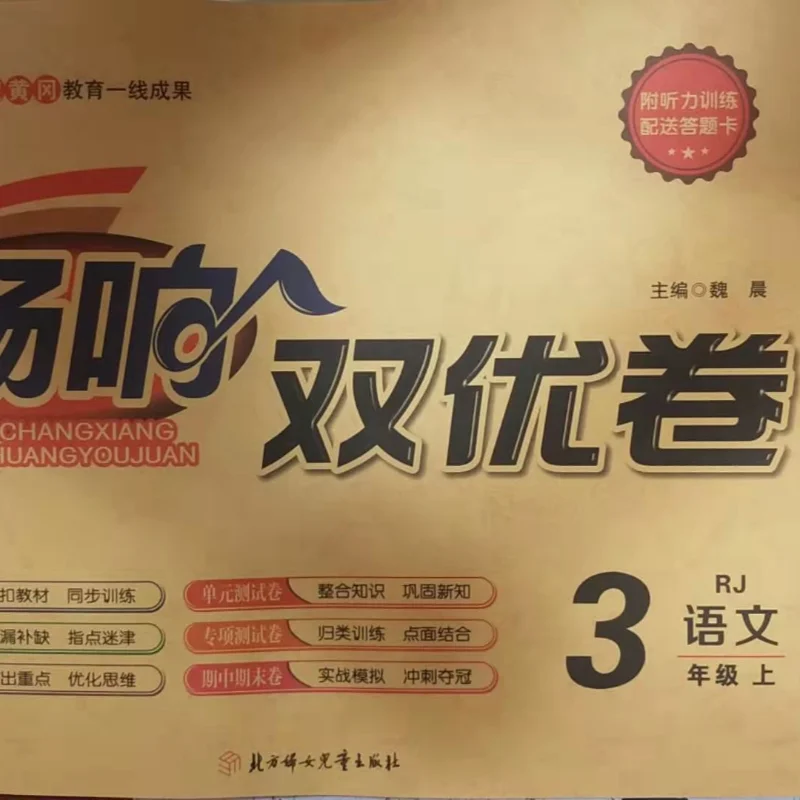 黄冈教育一线成果
附听力训练
配送答题卡
主编◎魏 晨
畅响
双优卷
CHANGXIANG
UANGYOUJUAN
扣教材 同步训练
漏补缺 指点迷津
出重点 优化思维
单元测试卷 整合知识 巩固新知
专项测试卷 归类训练 点面结合
期中期末卷 实战模拟 冲刺夺冠
3
RJ
语文
年级 上
北方妇女儿童出版社